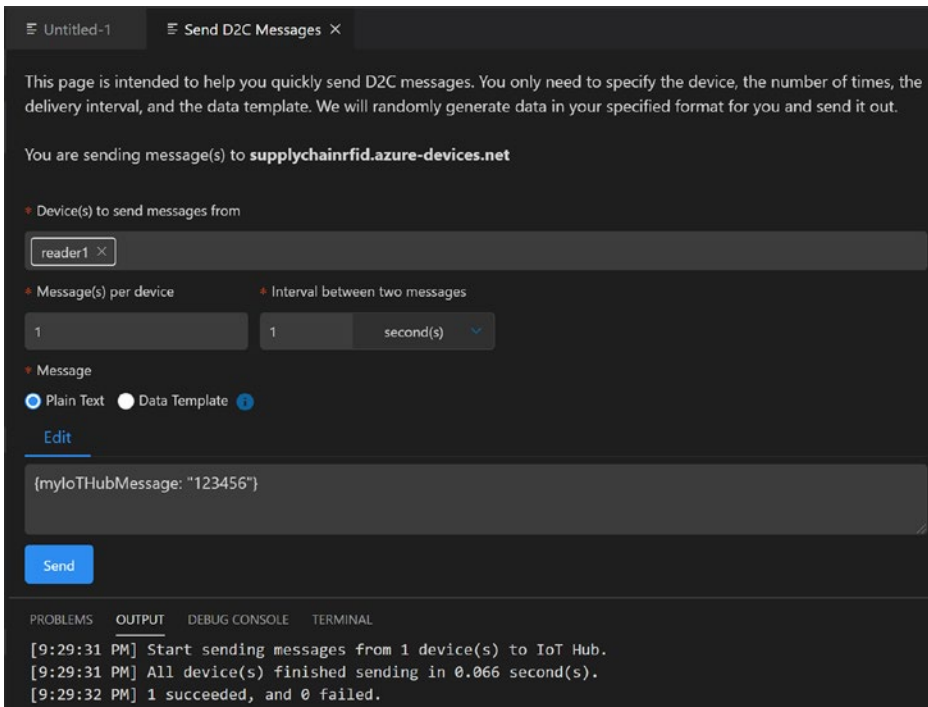 Untitled-1
Send D2C Messages ×
This page is intended to help you quickly send D2C messages. You only need to specify the device, the number of times, the
delivery interval, and the data template. We will randomly generate data in your specified format for you and send it out.
You are sending message(s) to supplychainrfid.azure-devices.net
* Device(s) to send messages from
reader1 ×
* Message(s) per device
* Interval between two messages
1
1
second(s)
* Message
Plain Text
Data Template
i
Edit
{myIoTHubMessage: "123456"}
Send
PROBLEMS OUTPUT DEBUG CONSOLE TERMINAL
[9:29:31 PM] Start sending messages from 1 device(s) to IoT Hub.
[9:29:31 PM] All device(s) finished sending in 0.066 second(s).
[9:29:32 PM] 1 succeeded, and 0 failed.